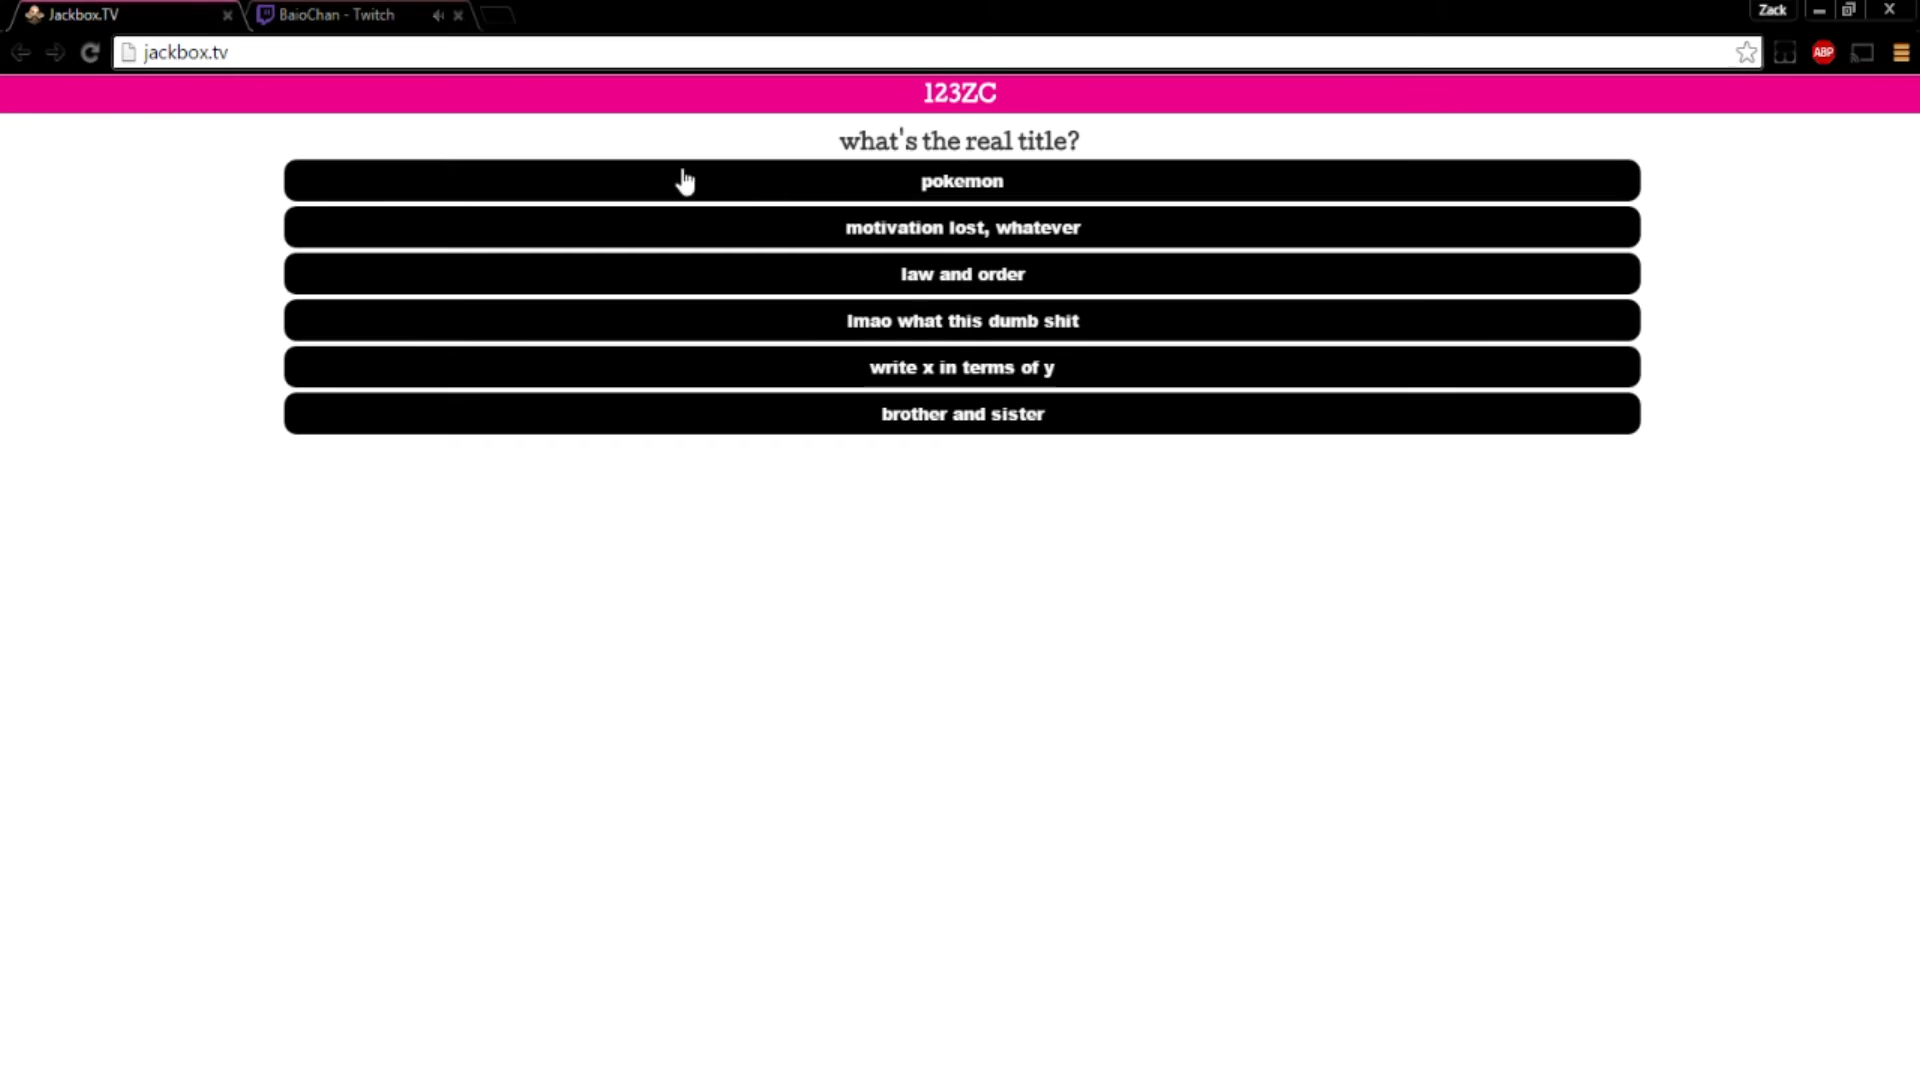 Jackbox.TV
BaioChan - Twitch
Zack
jackbox.tv
ABP
123ZC
what's the real title?
pokemon
motivation lost, whatever
law and order
lmao what this dumb shit
write x in terms of y
brother and sister